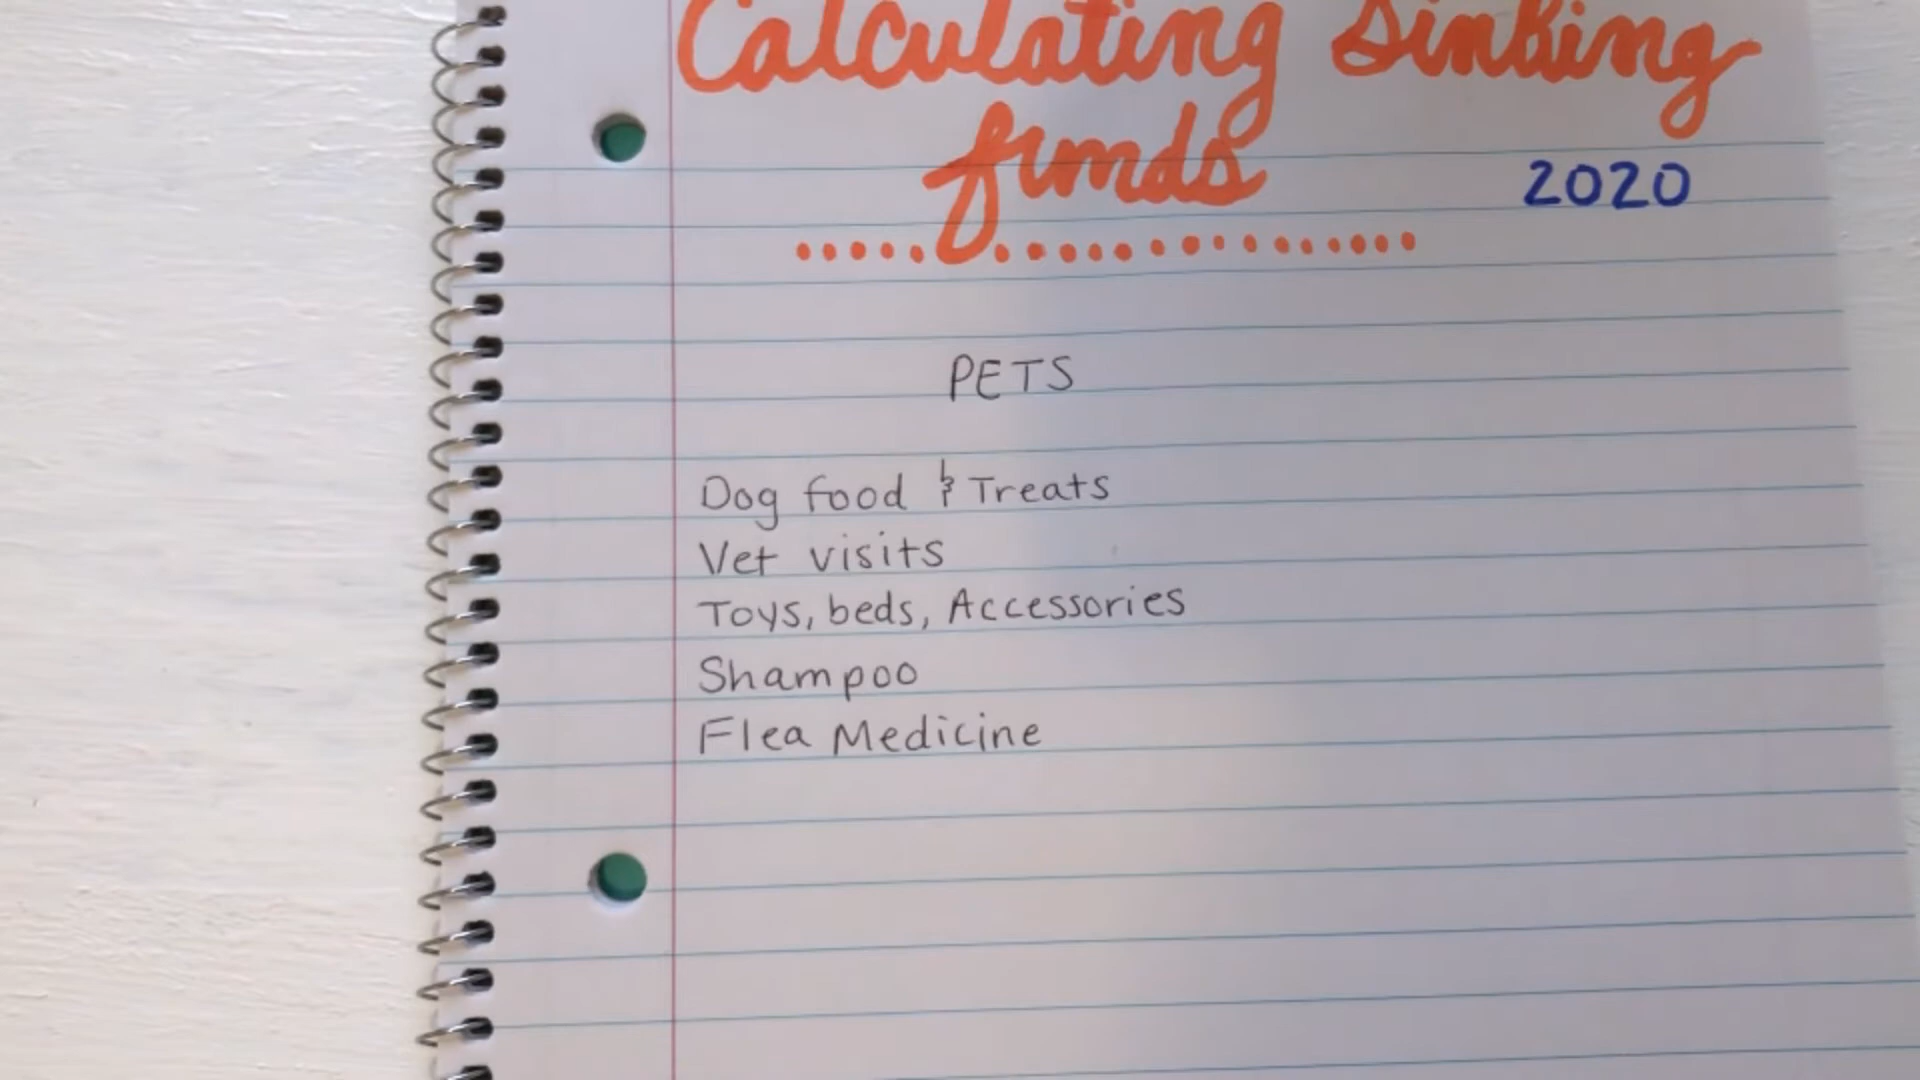 Calculating Sinking
funds
2020
PETS
Dog food & Treats
Vet visits
Toys, beds, Accessories
Shampoo
Flea Medicine